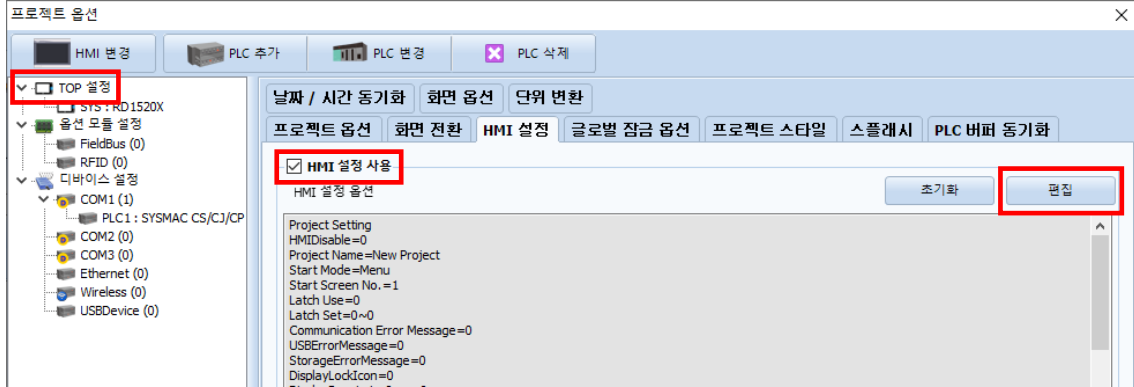 프로젝트 옵션
HMI 변경
PLC 추가
PLC 변경
PLC 삭제
TOP 설정
SYS : RD1520X
옵션 모듈 설정
FieldBus (0)
RFID (0)
디바이스 설정
COM1 (1)
PLC1 : SYSMAC CS/CJ/CP
COM2 (0)
COM3 (0)
Ethernet (0)
Wireless (0)
USBDevice (0)
날짜 / 시간 동기화 화면 옵션 단위 변환
프로젝트 옵션 화면 전환 HMI 설정 글로벌 잠금 옵션 프로젝트 스타일 스플래시 PLC 버퍼 동기화
HMI 설정 사용
HMI 설정 옵션
초기화
편집
Project Setting
HMIDisable=0
Project Name=New Project
Start Mode=Menu
Start Screen No.=1
Latch Use=0
Latch Set=0~0
Communication Error Message=0
USBErrorMessage=0
StorageErrorMessage=0
DisplayLockIcon=0